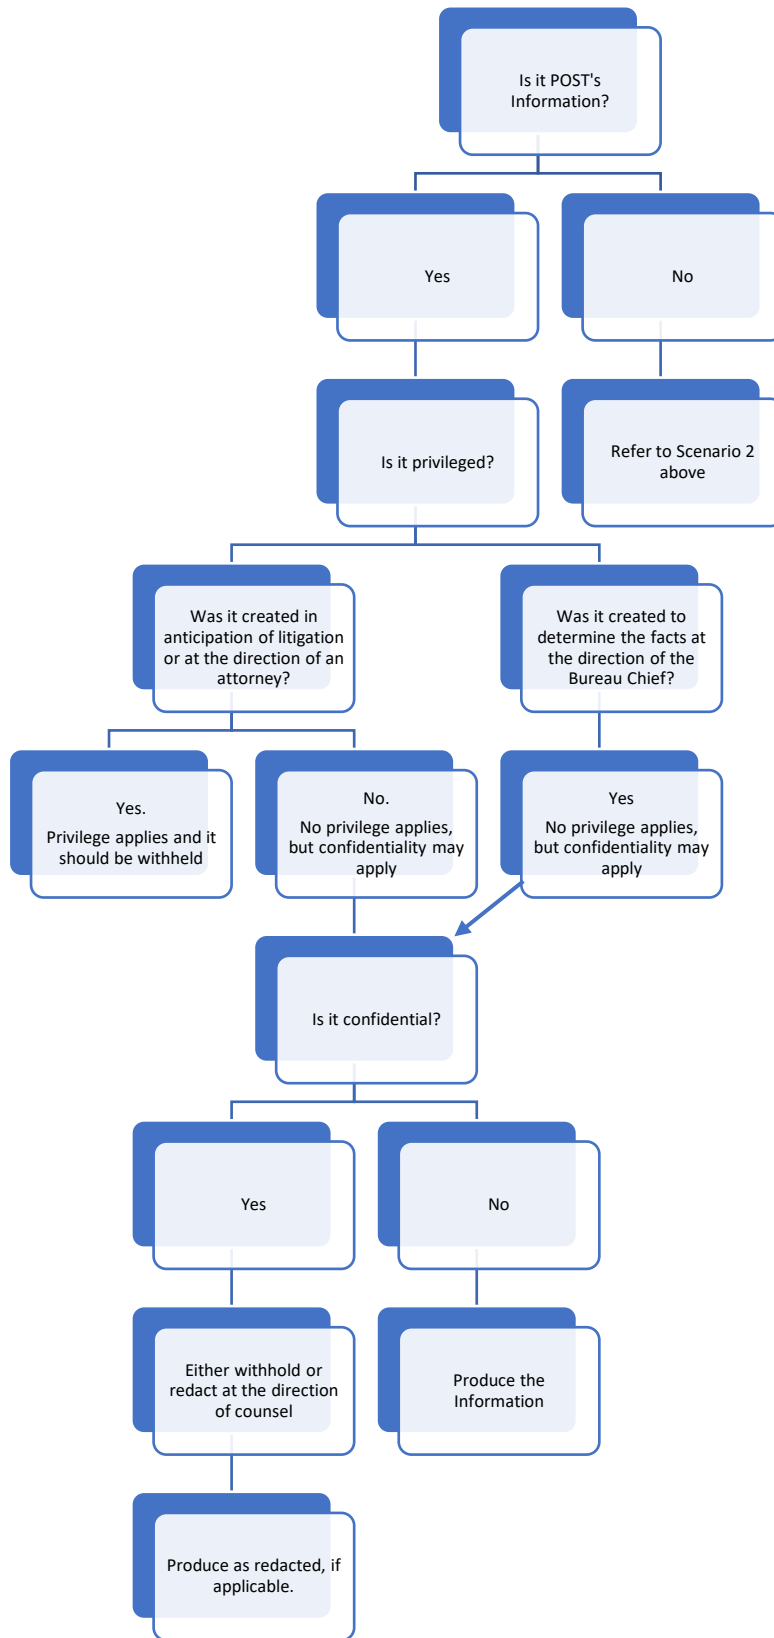 Is it POST's
Information?
Yes
No
Is it privileged?
Refer to Scenario 2
above
Was it created in
anticipation of litigation
or at the direction of an
attorney?
Was it created to
determine the facts at
the direction of the
Bureau Chief?
Yes.
Privilege applies and it
should be withheld
No.
No privilege applies,
but confidentiality may
apply
Yes
No privilege applies,
but confidentiality may
apply
Is it confidential?
Yes
No
Either withhold or
redact at the direction
of counsel
Produce the
Information
Produce as redacted, if
applicable.